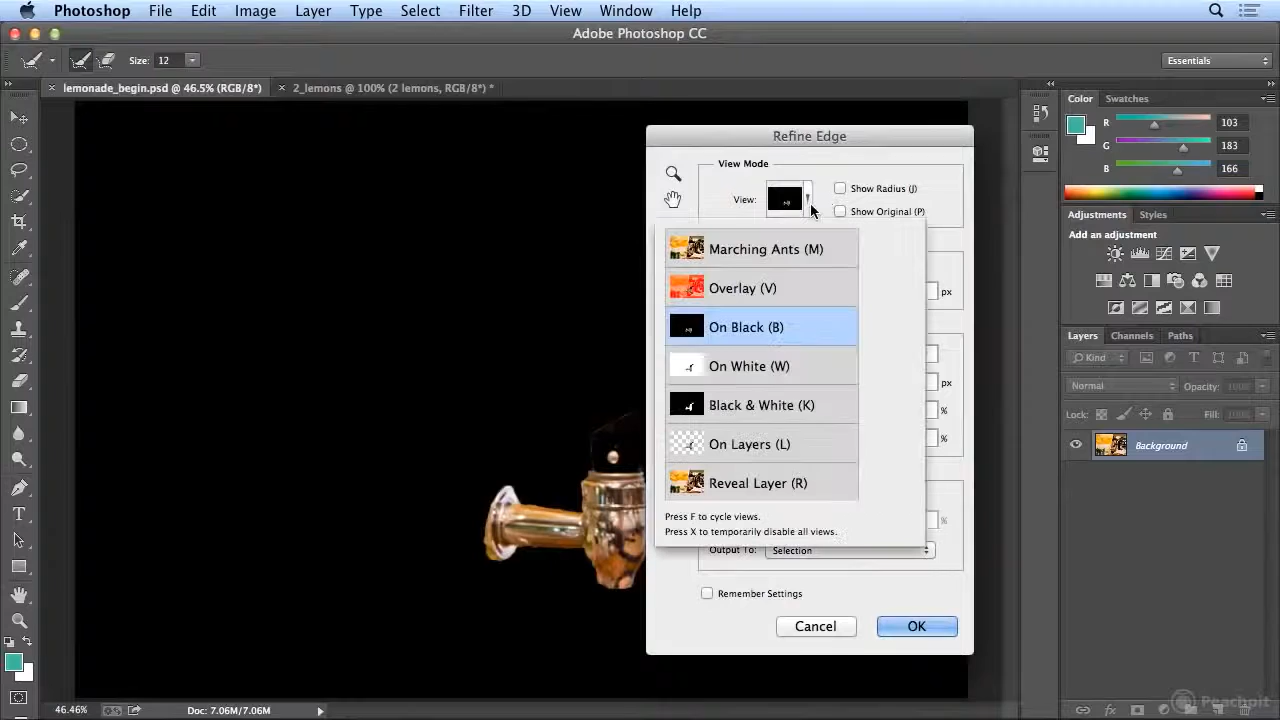 Photoshop File Edit Image Layer Type Select Filter 3D View Window Help
Adobe Photoshop CC
Size: 12
Essentials
lemonade_begin.psd @ 46.5% (RGB/8*)
2_lemons @ 100% (2 lemons, RGB/8*) *
Color Swatches
R 103
G 183
B 166
Refine Edge
View Mode
View:
Show Radius (J)
Show Original (P)
Marching Ants (M)
Overlay (V)
On Black (B)
On White (W)
Black & White (K)
On Layers (L)
Reveal Layer (R)
Press F to cycle views.
Press X to temporarily disable all views.
px
px
%
%
%
Output To: Selection
Remember Settings
Cancel OK
Adjustments Styles
Add an adjustment
Layers Channels Paths
Kind
Normal Opacity: 100%
Lock: Fill: 100%
Background
46.46% Doc: 7.06M/7.06M
Peachpit